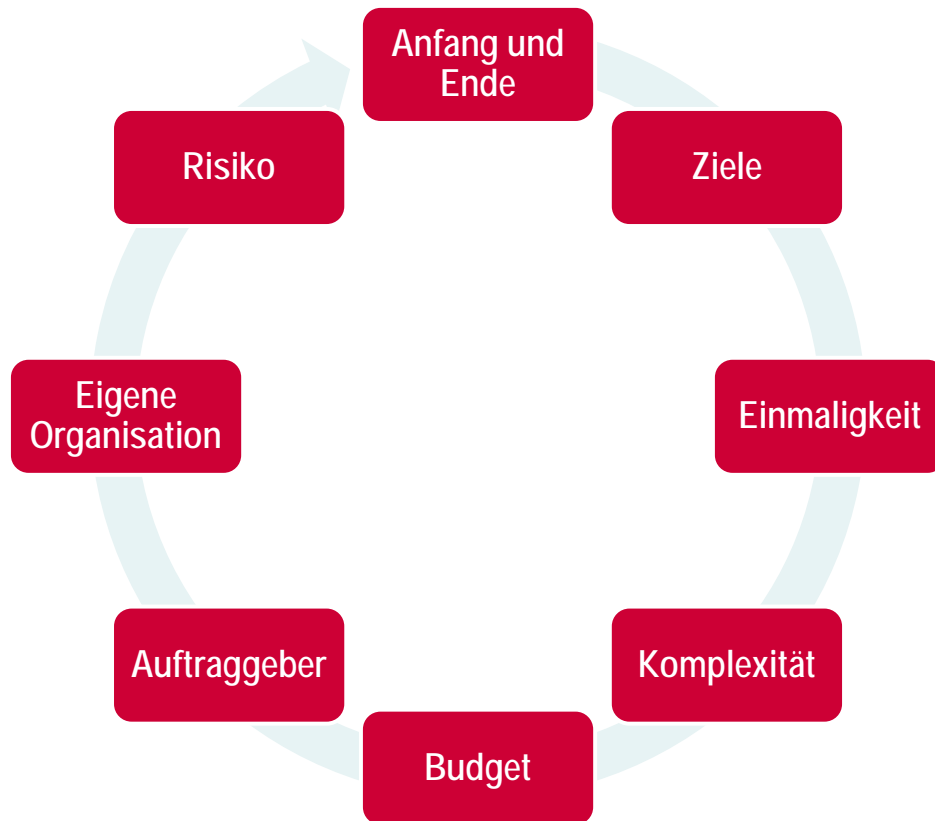 Anfang und
Ende
Ziele
Einmaligkeit
Komplexität
Budget
Auftraggeber
Eigene
Organisation
Risiko